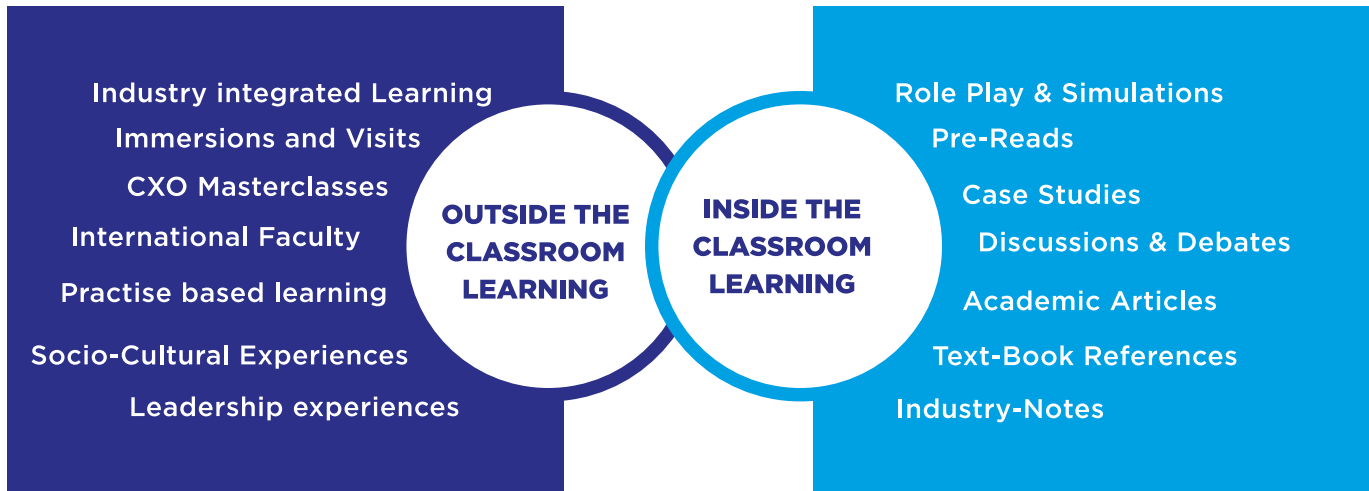 Industry integrated Learning
Immersions and Visits
CXO Masterclasses
International Faculty
Practise based learning
Socio-Cultural Experiences
Leadership experiences
OUTSIDE THE
CLASSROOM
LEARNING
INSIDE THE
CLASSROOM
LEARNING
Role Play & Simulations
Pre-Reads
Case Studies
Discussions & Debates
Academic Articles
Text-Book References
Industry-Notes